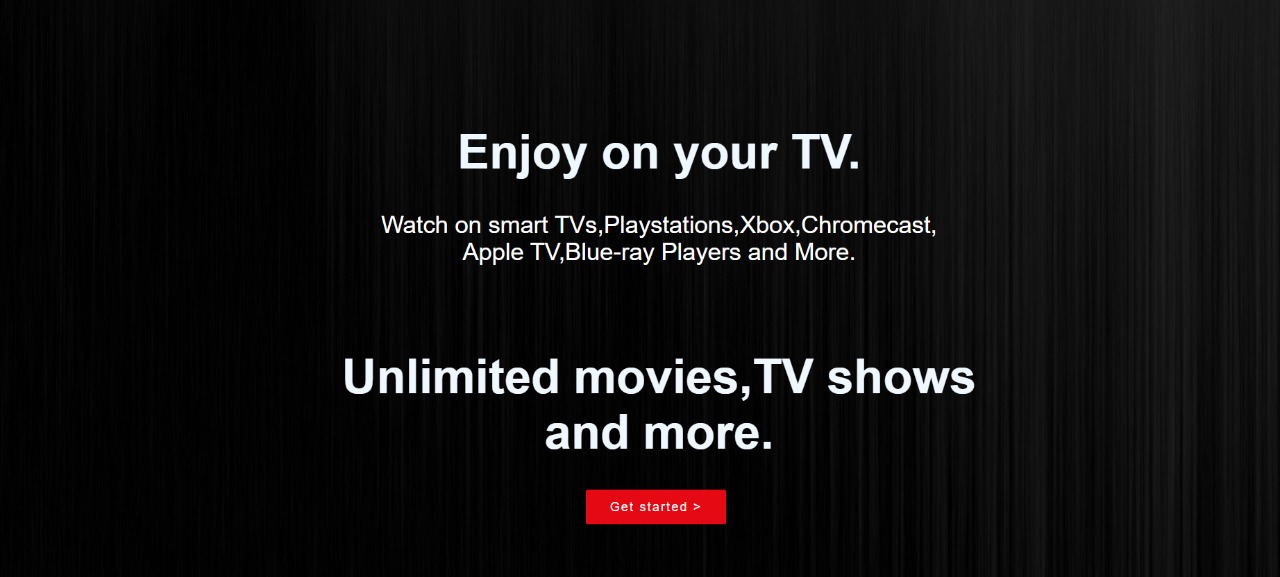 Enjoy on your TV.
Watch on smart TVs,Playstations,Xbox,Chromecast,
Apple TV,Blue-ray Players and More.
Unlimited movies,TV shows
and more.
Get started >